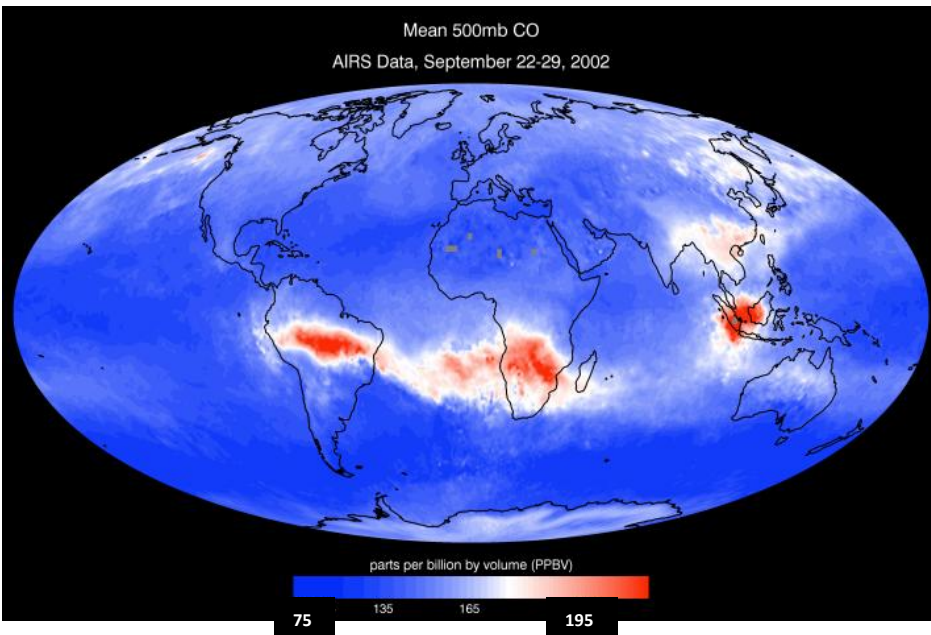 Mean 500mb CO
AIRS Data, September 22-29, 2002
parts per billion by volume (PPBV)
75 135 165 195